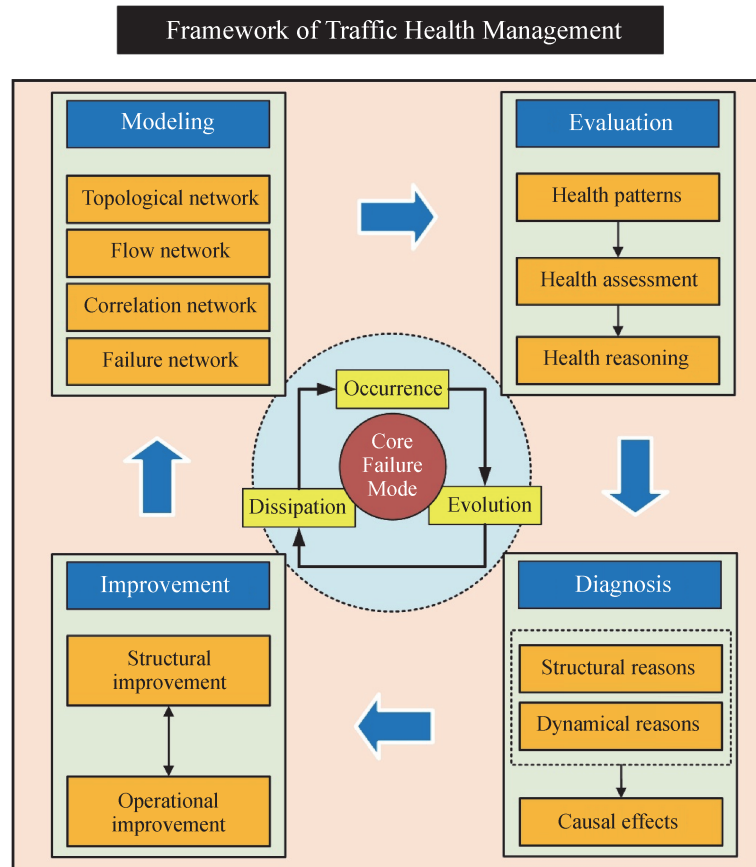 Framework of Traffic Health Management
Modeling
Topological network
Flow network
Correlation network
Failure network
Evaluation
Health patterns
Health assessment
Health reasoning
Occurrence
Core
Failure
Mode
Dissipation
Evolution
Improvement
Structural
improvement
Operational
improvement
Diagnosis
Structural reasons
Dynamical reasons
Causal effects